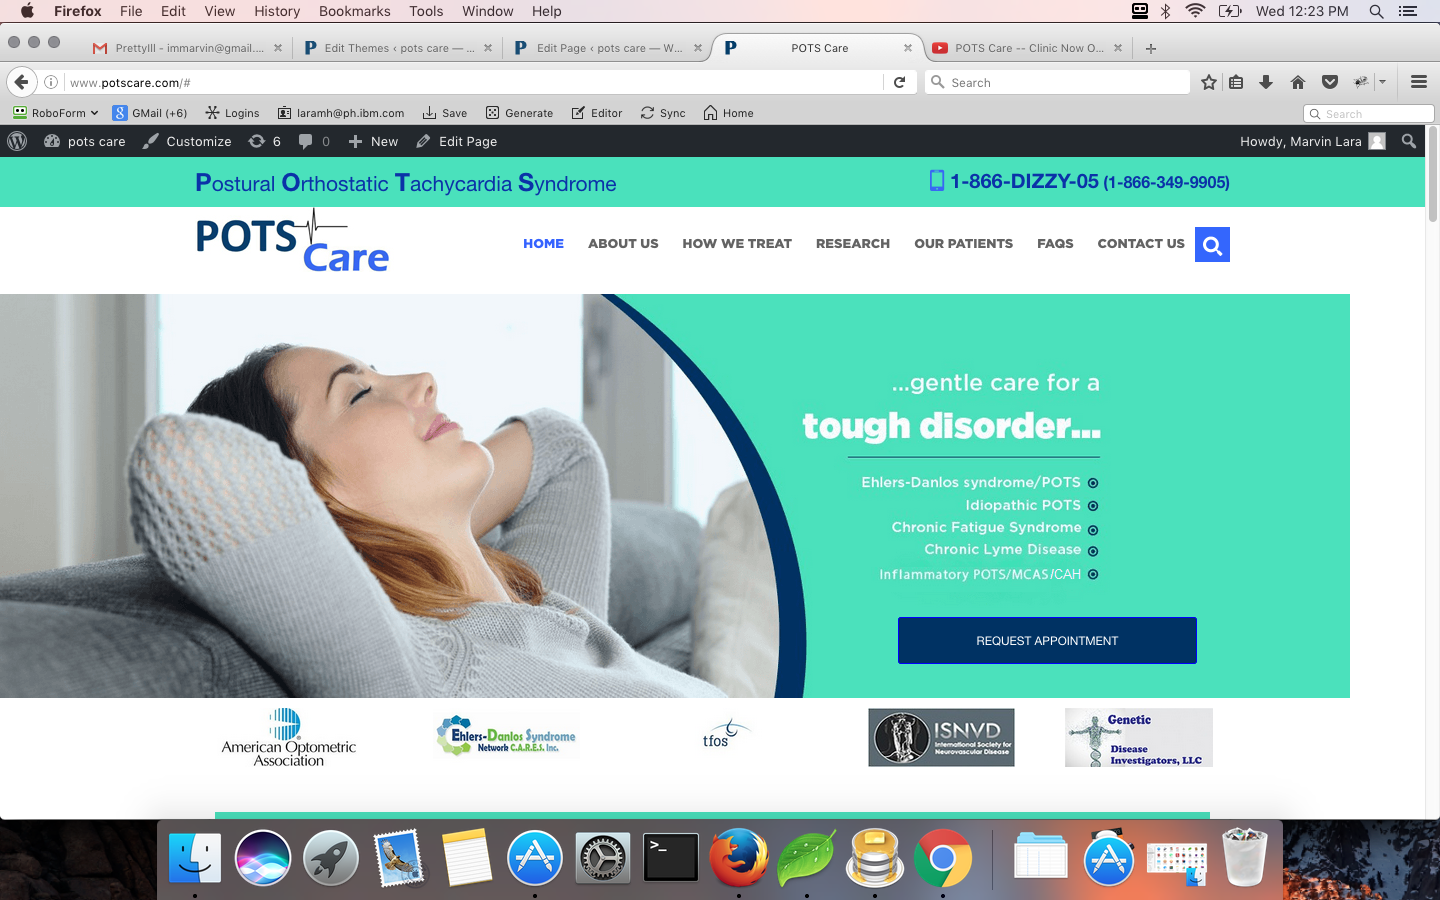 Firefox File Edit View History Bookmarks Tools Window Help Wed 12:23 PM
PrettyIll - immarvin@gmail.... Edit Themes ‹ pots care — ... Edit Page ‹ pots care — W... POTS Care POTS Care -- Clinic Now O...
www.potscare.com/# Search
RoboForm GMail (+6) Logins laramh@ph.ibm.com Save Generate Editor Sync Home Search
pots care Customize 6 0 New Edit Page Howdy, Marvin Lara
Postural Orthostatic Tachycardia Syndrome 1-866-DIZZY-05 (1-866-349-9905)
POTS Care
HOME ABOUT US HOW WE TREAT RESEARCH OUR PATIENTS FAQS CONTACT US
...gentle care for a
tough disorder...
Ehlers-Danlos syndrome/POTS
Idiopathic POTS
Chronic Fatigue Syndrome
Chronic Lyme Disease
Inflammatory POTS/MCAS/CAH
REQUEST APPOINTMENT
American Optometric
Association
Ehlers-Danlos Syndrome
Network C.A.R.E.S. Inc.
tfos
ISNVD
International Society for
Neurovascular Disease
Genetic
Disease
Investigators, LLC
>_